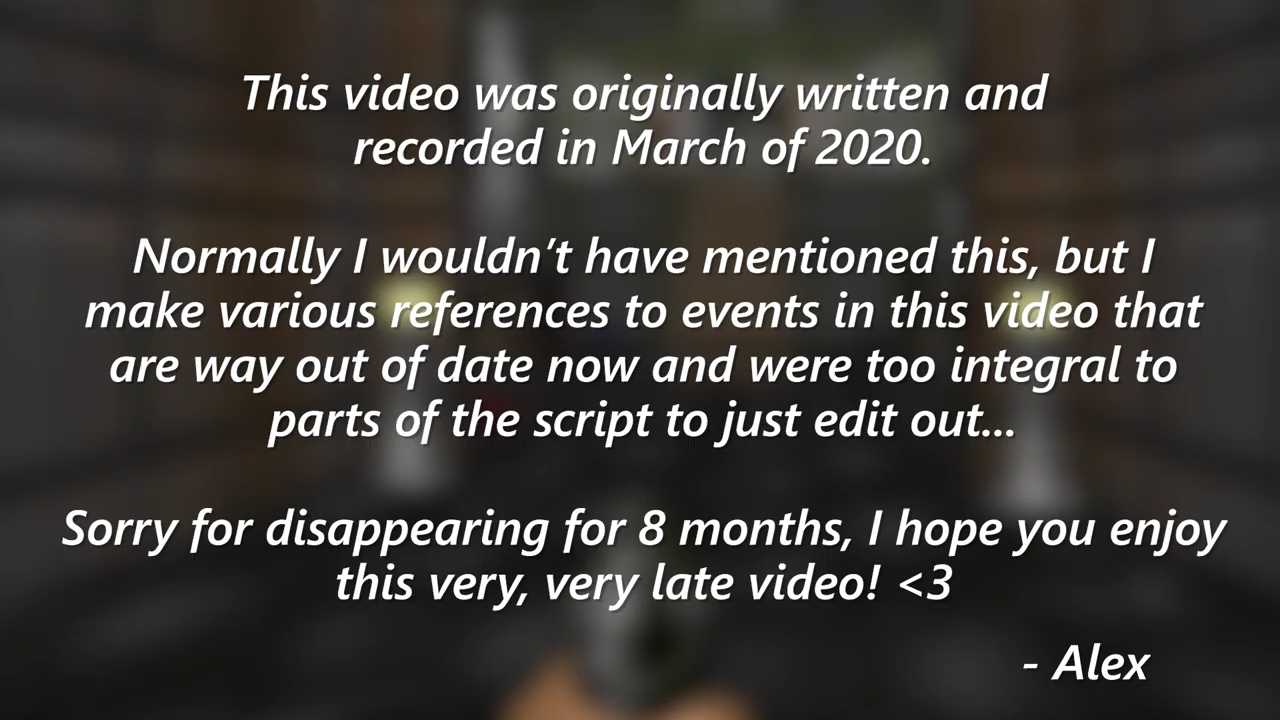 This video was originally written and
recorded in March of 2020.
Normally I wouldn’t have mentioned this, but I
make various references to events in this video that
are way out of date now and were too integral to
parts of the script to just edit out...
Sorry for disappearing for 8 months, I hope you enjoy
this very, very late video! <3
- Alex